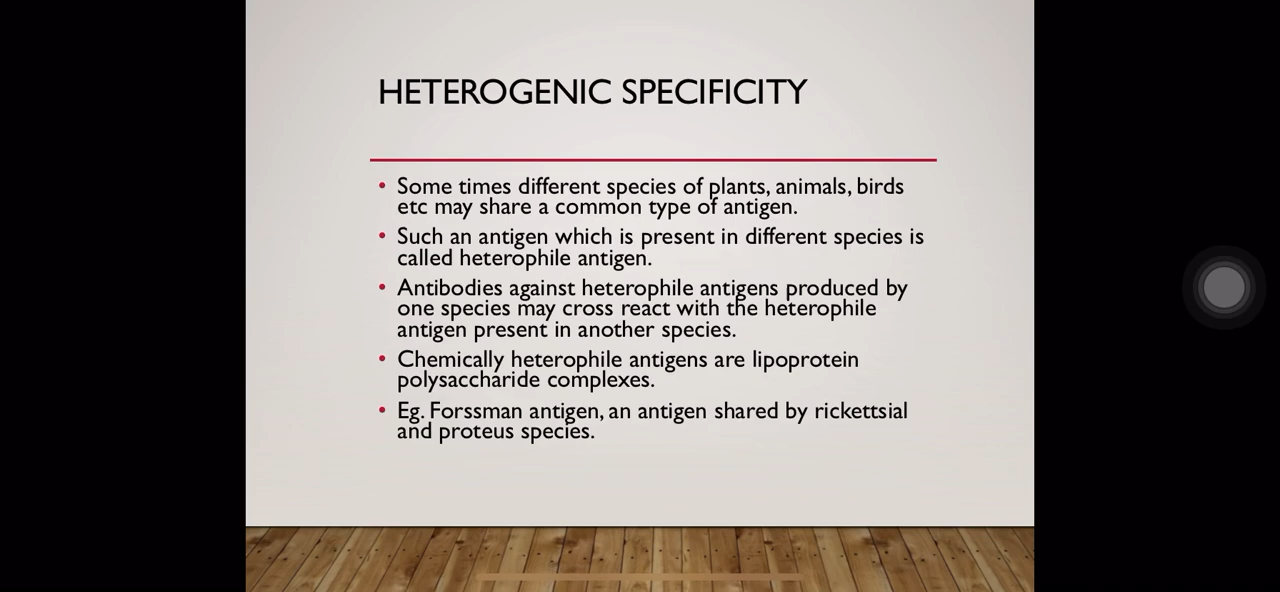 HETEROGENIC SPECIFICITY
• Some times different species of plants, animals, birds
etc may share a common type of antigen.
• Such an antigen which is present in different species is
called heterophile antigen.
• Antibodies against heterophile antigens produced by
one species may cross react with the heterophile
antigen present in another species.
• Chemically heterophile antigens are lipoprotein
polysaccharide complexes.
• Eg. Forssman antigen, an antigen shared by rickettsial
and proteus species.